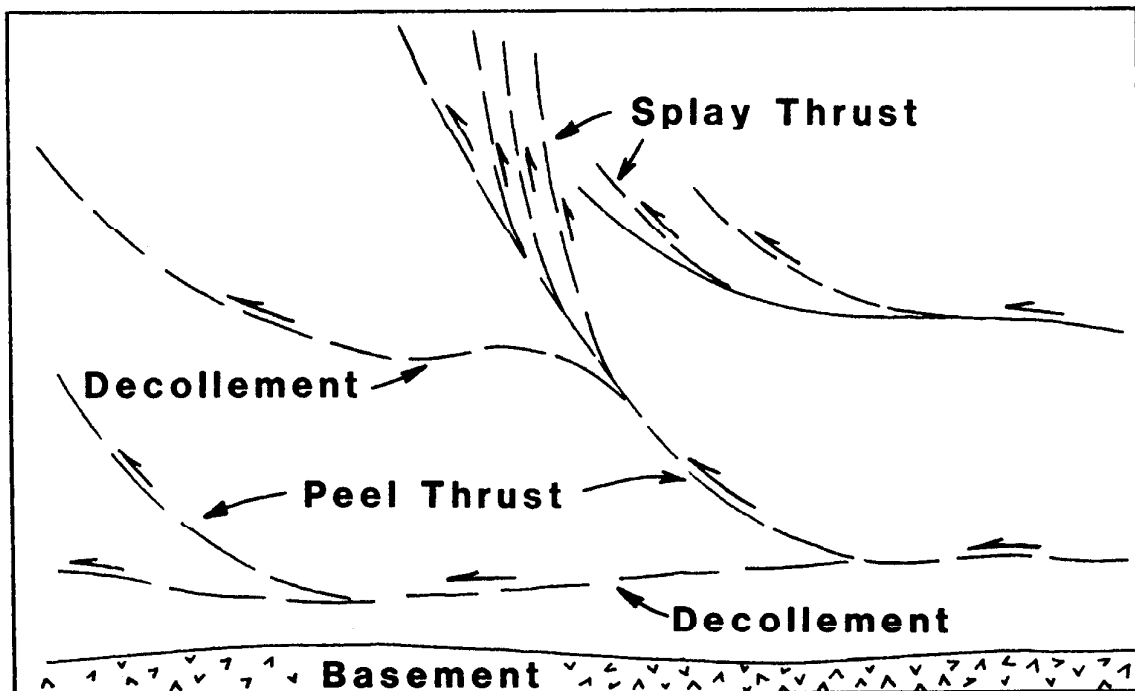 Splay Thrust
Decollement
Peel Thrust
Decollement
Basement